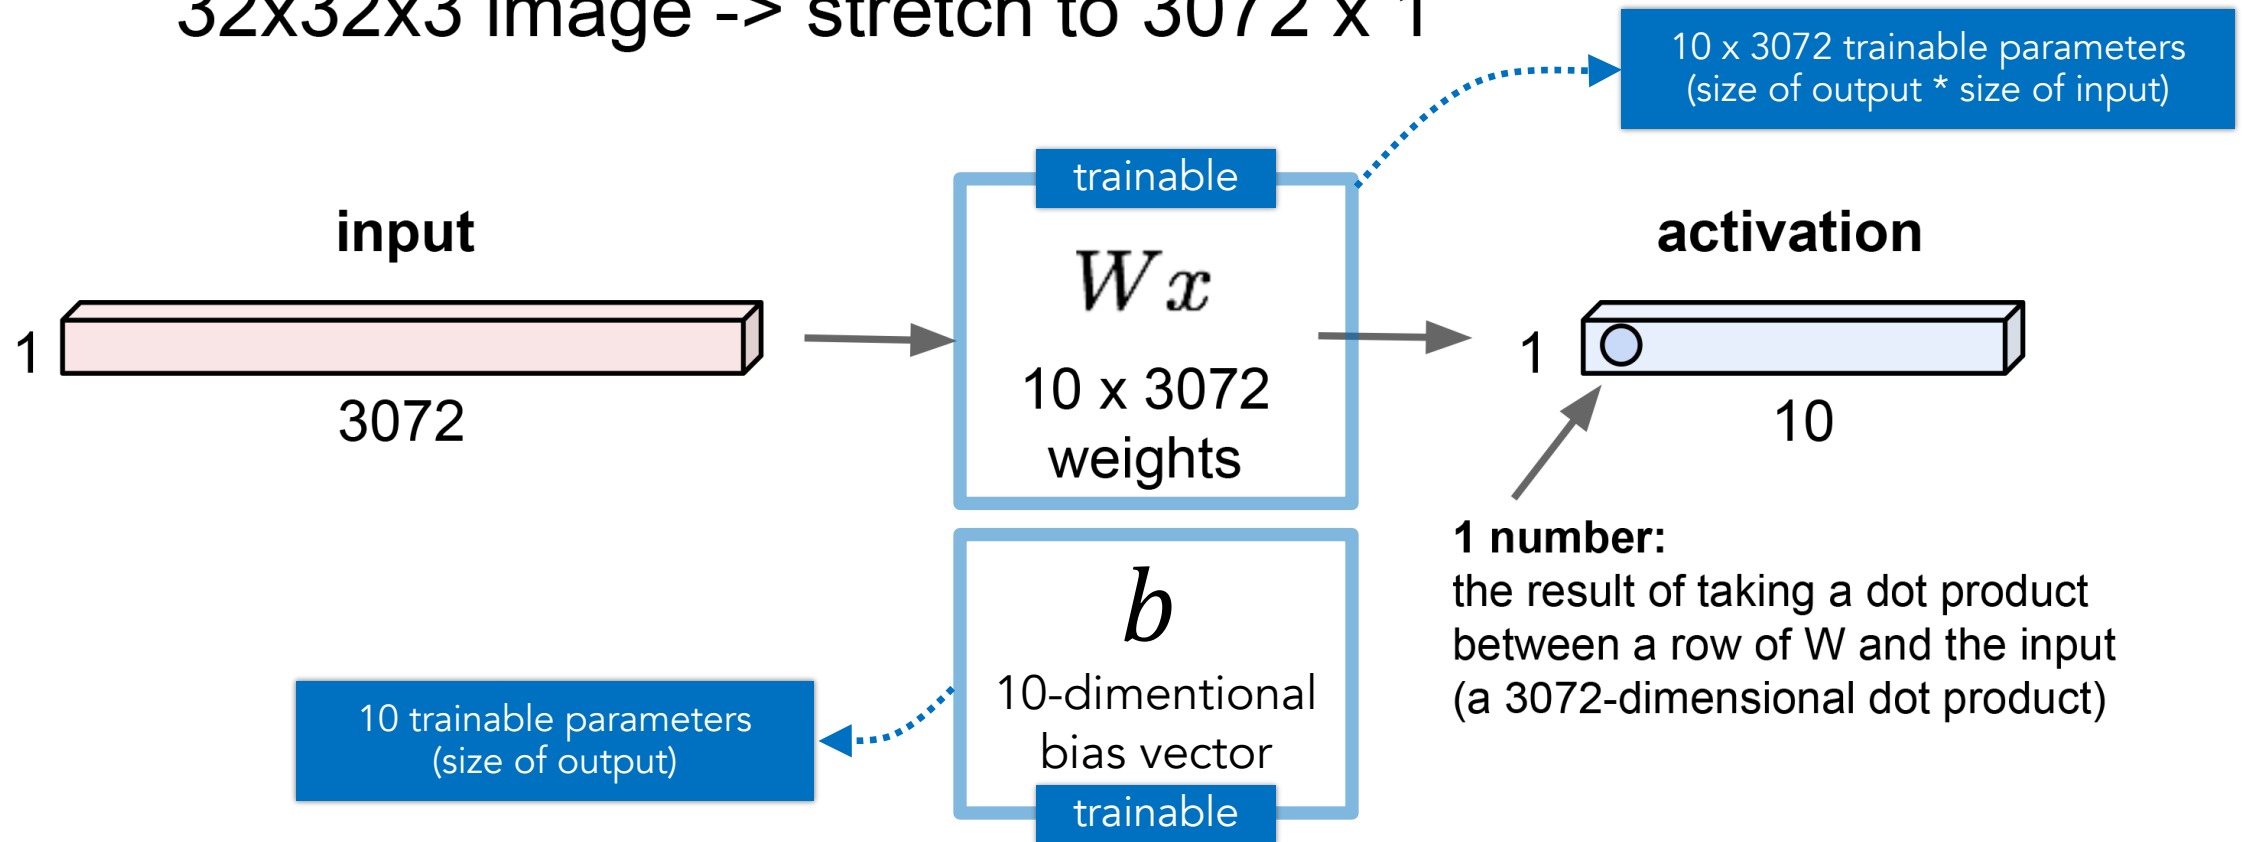 32x32x3 image -> stretch to 3072 x 1
10 x 3072 trainable parameters
(size of output * size of input)
trainable
input
activation
Wx
1
1
3072
10 x 3072
weights
10
1 number:
the result of taking a dot product
between a row of W and the input
(a 3072-dimensional dot product)
b
10-dimentional
bias vector
10 trainable parameters
(size of output)
trainable